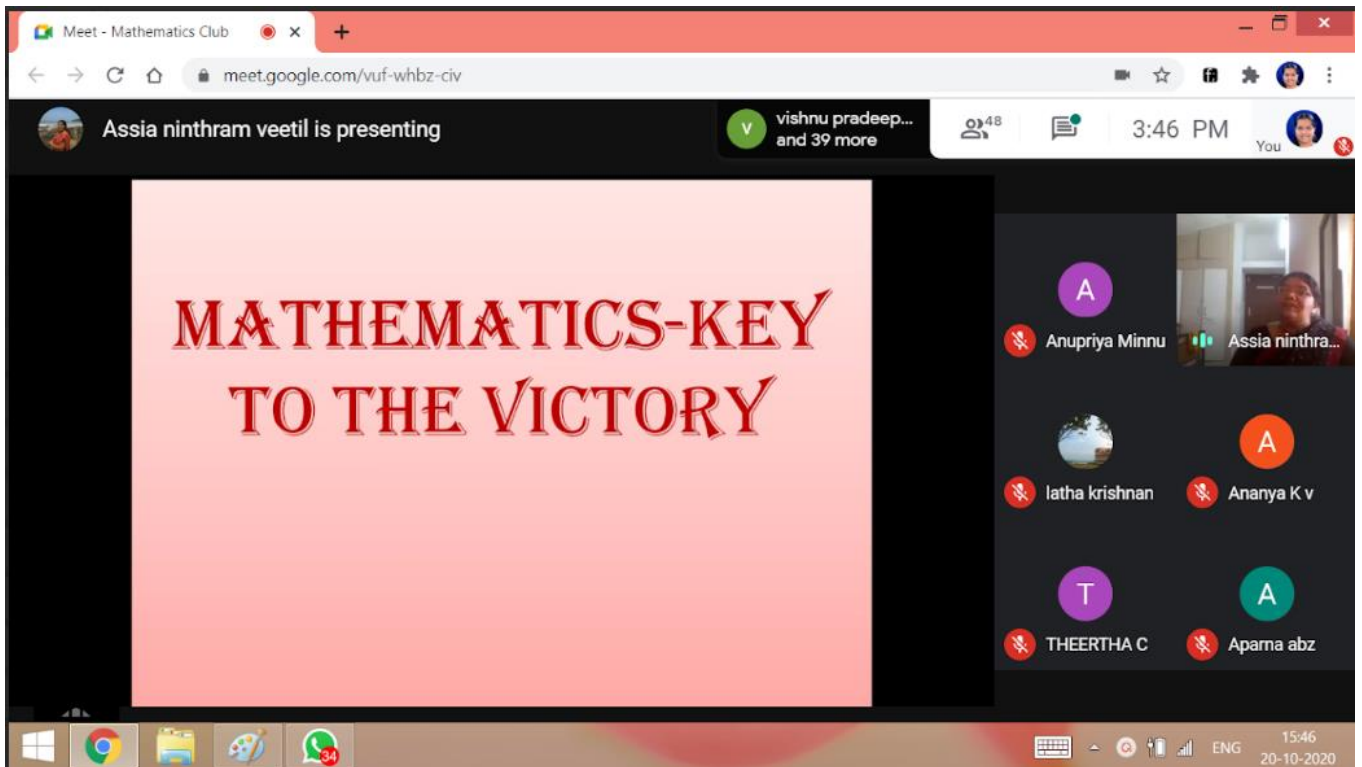 Meet - Mathematics Club
meet.google.com/vuf-whbz-civ
Assia ninthram veetil is presenting
V
vishnu pradeep...
and 39 more
48
3:46 PM
You
MATHEMATICS-KEY
TO THE VICTORY
A
Anupriya Minnu
Assia ninthra...
latha krishnan
A
Ananya K v
T
THEERTHA C
A
Aparna abz
34
ENG
15:46
20-10-2020